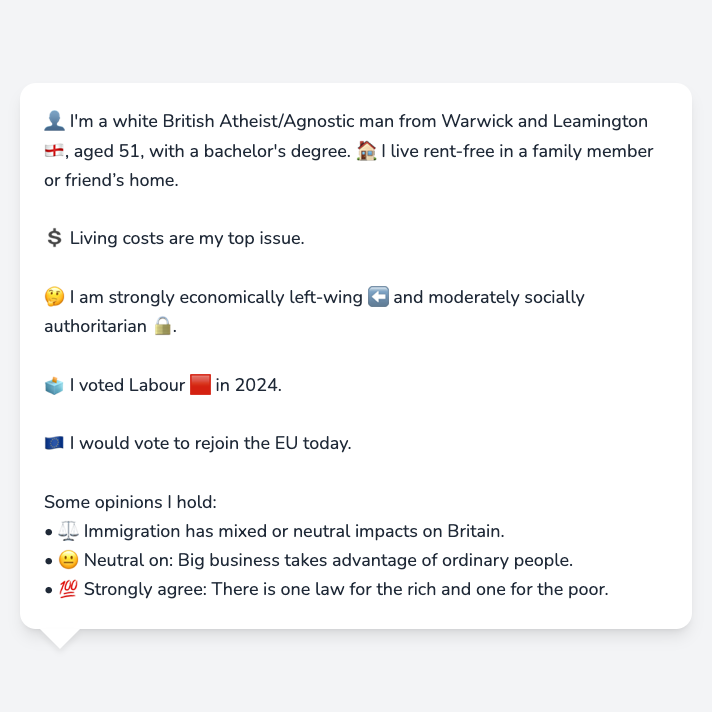 👤 I'm a white British Atheist/Agnostic man from Warwick and Leamington
🏴󠁧󠁢󠁥󠁮󠁧󠁿, aged 51, with a bachelor's degree. 🏠 I live rent-free in a family member
or friend’s home.
💲 Living costs are my top issue.
🤔 I am strongly economically left-wing ⬅️ and moderately socially
authoritarian 🔒.
🗳️ I voted Labour 🟥 in 2024.
🇪🇺 I would vote to rejoin the EU today.
Some opinions I hold:
• ⚖️ Immigration has mixed or neutral impacts on Britain.
• 😐 Neutral on: Big business takes advantage of ordinary people.
• 💯 Strongly agree: There is one law for the rich and one for the poor.